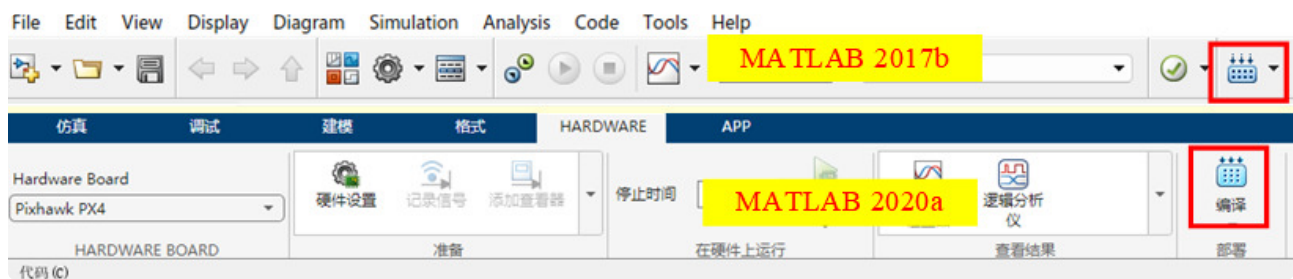 File Edit View Display Diagram Simulation Analysis Code Tools Help
MATLAB 2017b
仿真 调试 建模 格式 HARDWARE APP
Hardware Board
Pixhawk PX4
硬件设置 记录信号 添加查看器 停止时间
MATLAB 2020a
逻辑分析
仪
编译
HARDWARE BOARD 准备 在硬件上运行 查看结果 部署
代码(C)